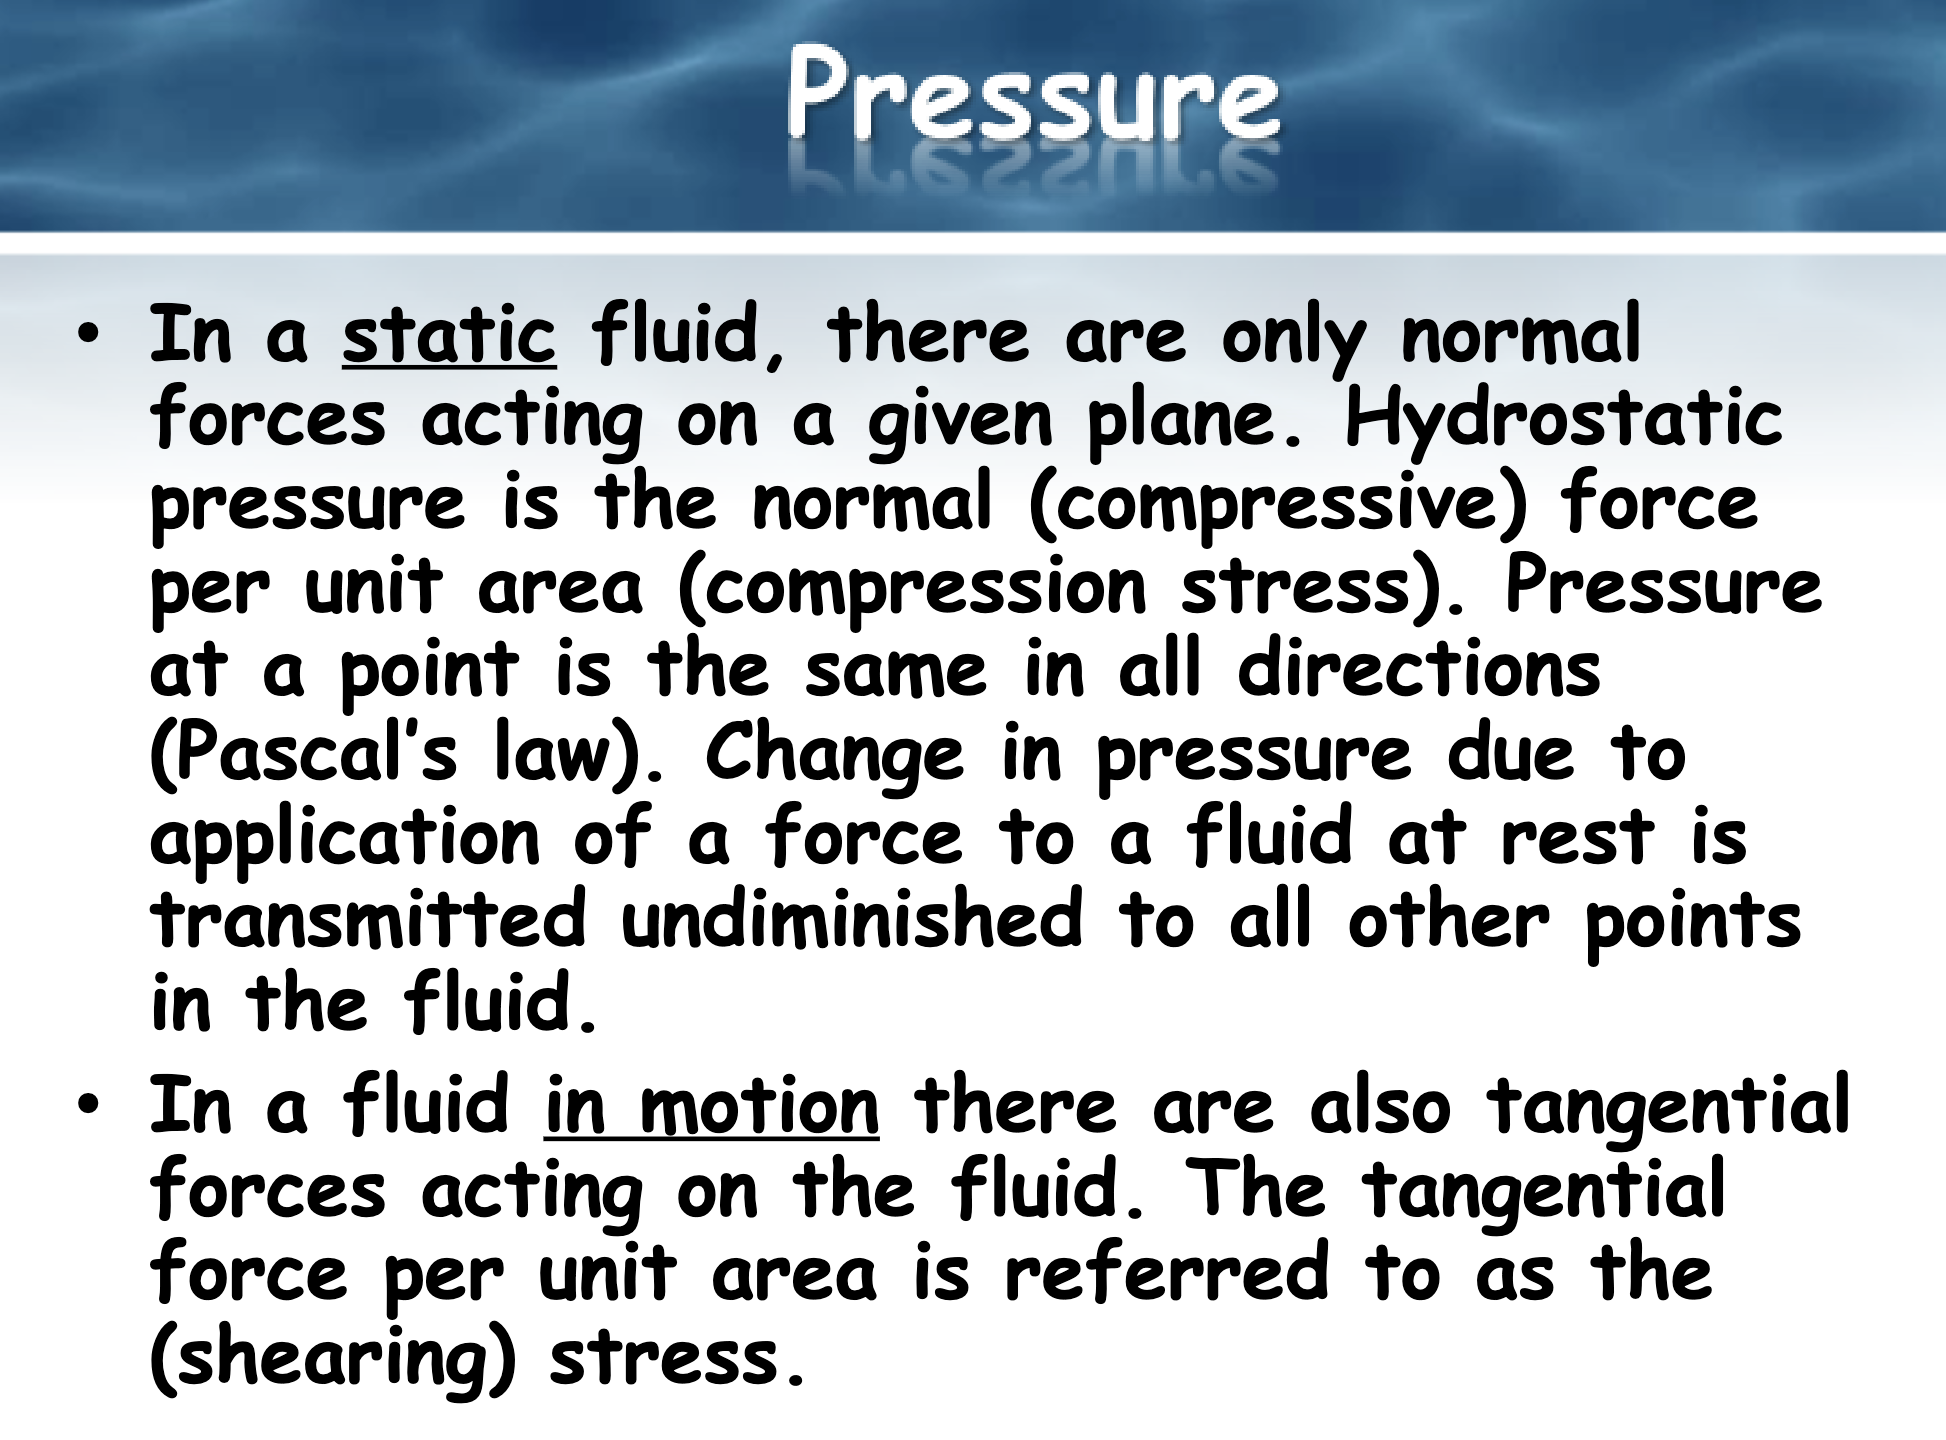 Pressure
• In a static fluid, there are only normal
forces acting on a given plane. Hydrostatic
pressure is the normal (compressive) force
per unit area (compression stress). Pressure
at a point is the same in all directions
(Pascal's law). Change in pressure due to
application of a force to a fluid at rest is
transmitted undiminished to all other points
in the fluid.
• In a fluid in motion there are also tangential
forces acting on the fluid. The tangential
force per unit area is referred to as the
(shearing) stress.